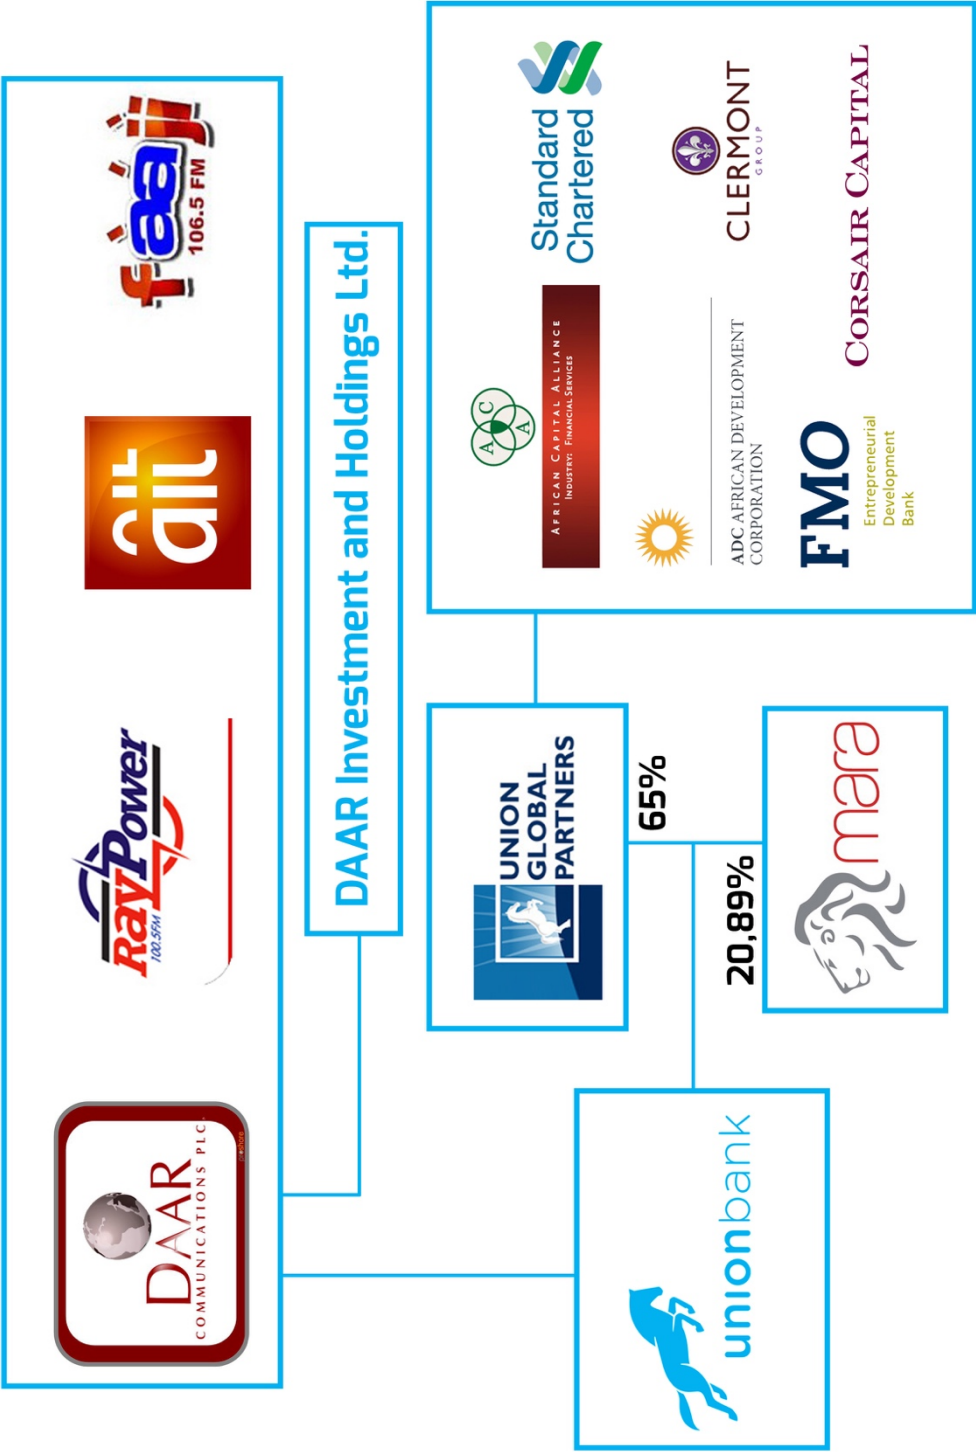 DAAR
COMMUNICATIONS PLC
proshare
RayPower
100.5FM
ait
faaji
106.5 FM
DAAR Investment and Holdings Ltd.
unionbank
UNION
GLOBAL
PARTNERS
65%
20,89%
mara
A C A
AFRICAN CAPITAL ALLIANCE
INDUSTRY: FINANCIAL SERVICES
Standard
Chartered
ADC AFRICAN DEVELOPMENT
CORPORATION
CLERMONT
GROUP
FMO
Entrepreneurial
Development
Bank
CORSAIR CAPITAL